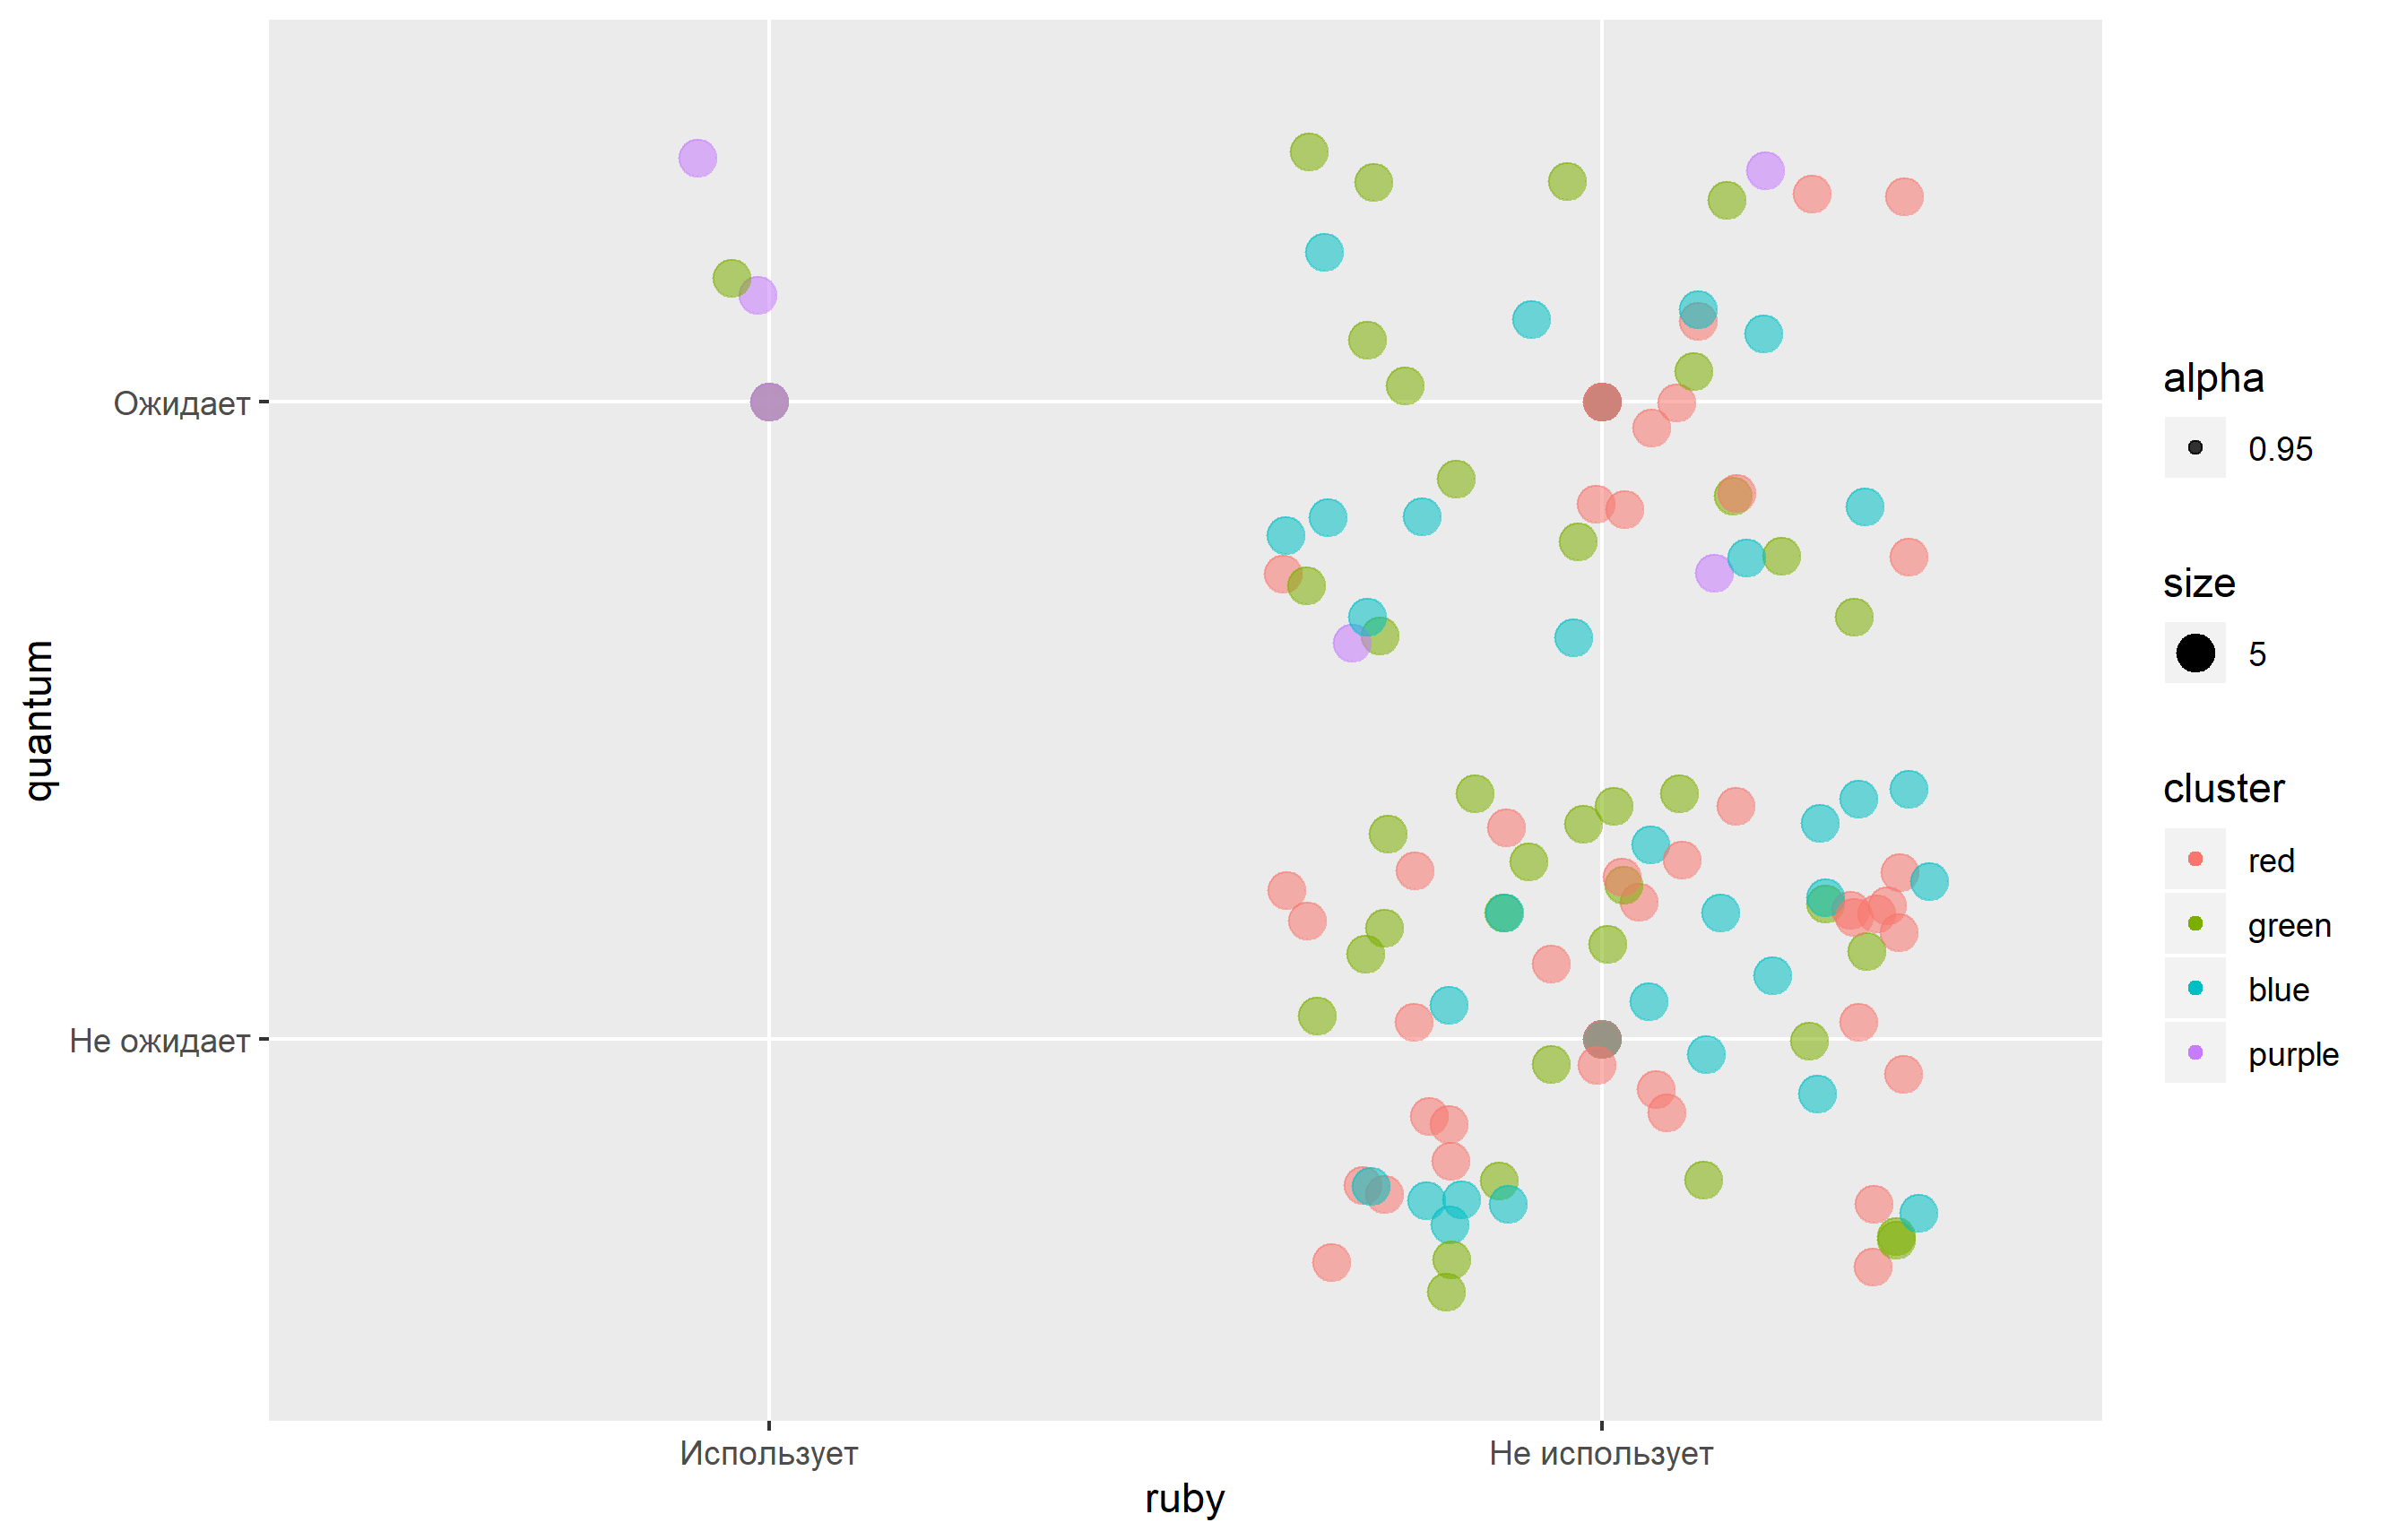 quantum
Ожидает
Не ожидает
Использует
Не использует
ruby
alpha
0.95
size
5
cluster
red
green
blue
purple